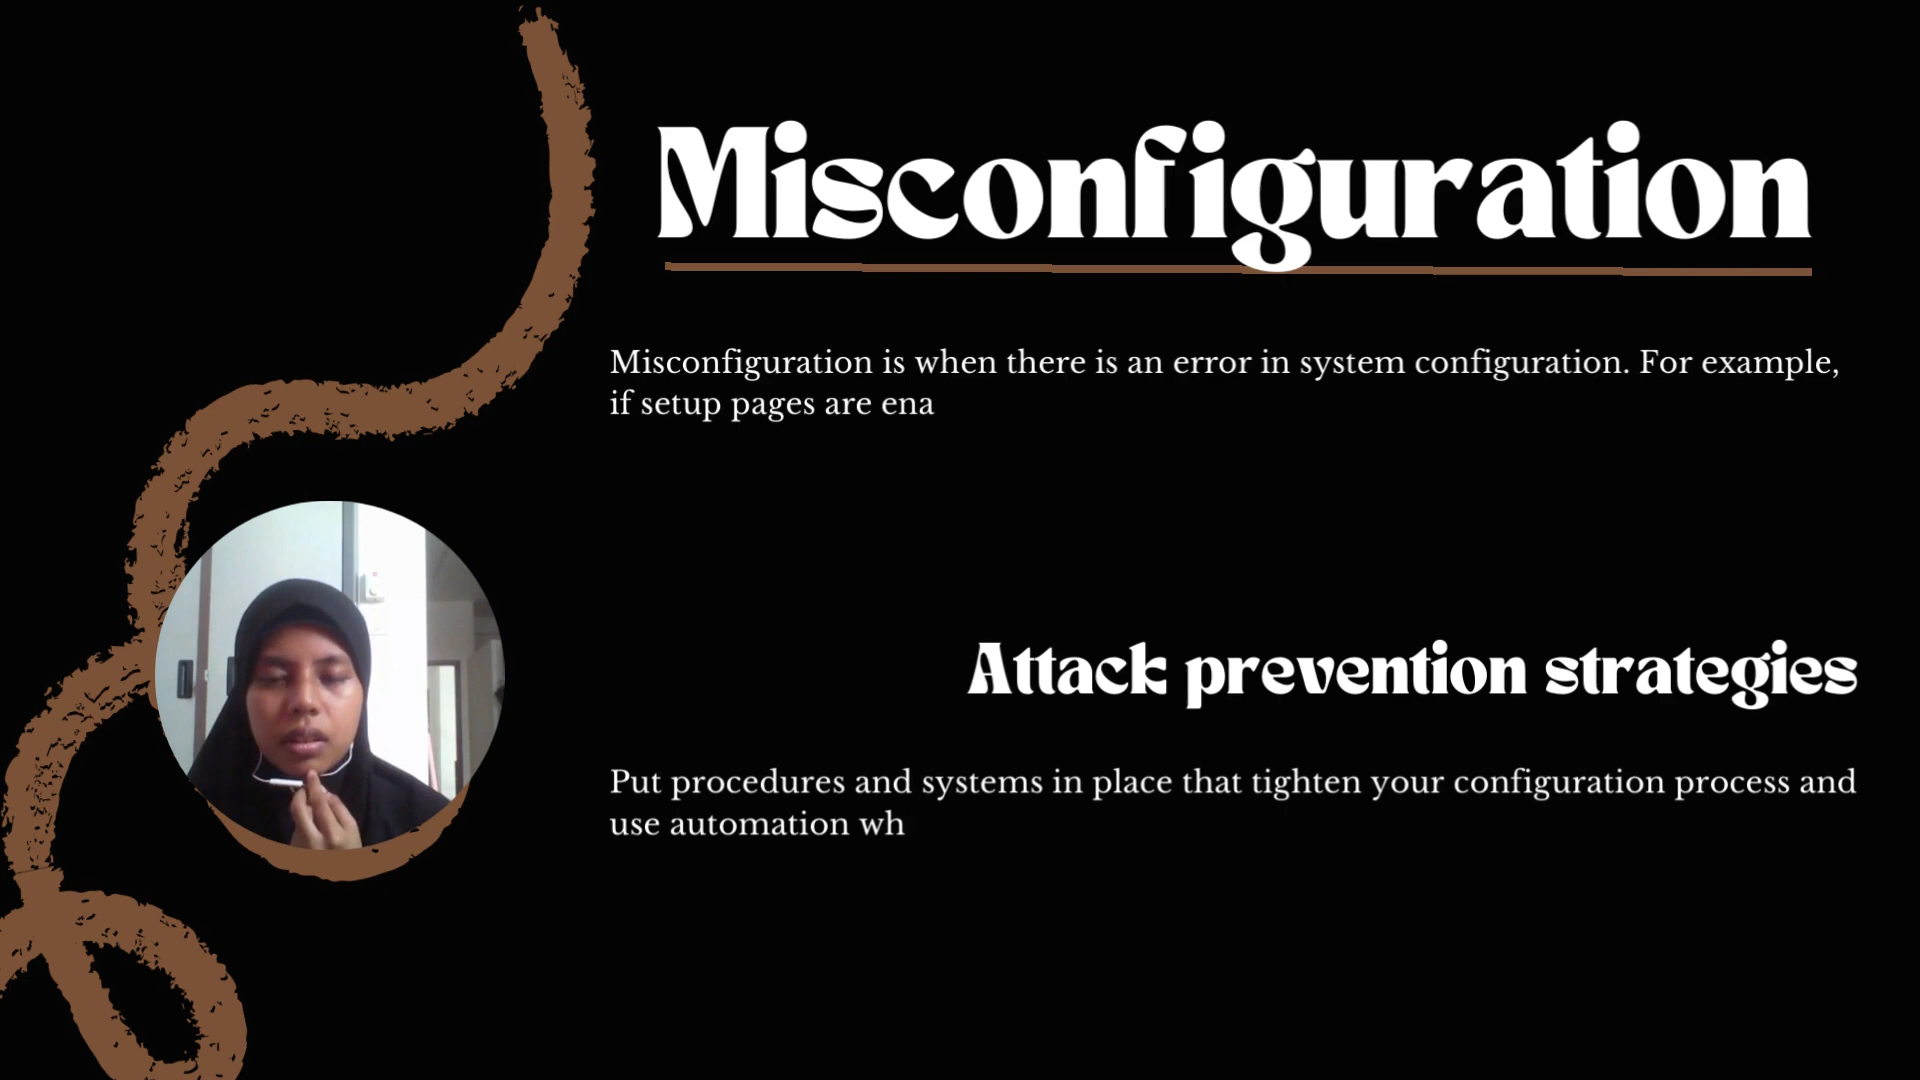 Misconfiguration
Misconfiguration is when there is an error in system configuration. For example,
if setup pages are ena
Attack prevention strategies
Put procedures and systems in place that tighten your configuration process and
use automation wh